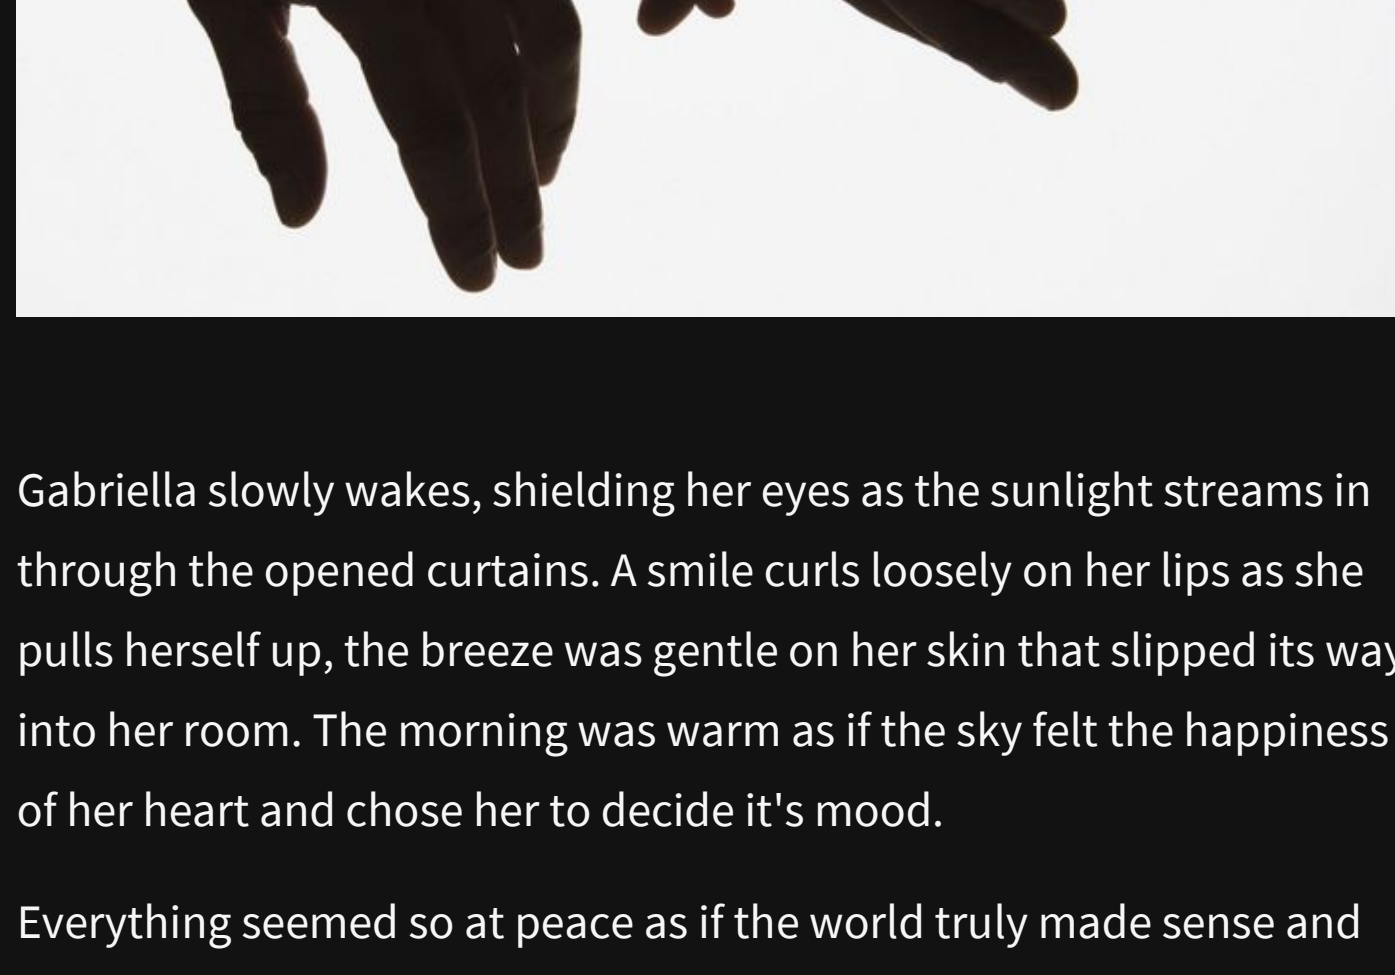 Gabriella slowly wakes, shielding her eyes as the sunlight streams in
through the opened curtains. A smile curls loosely on her lips as she
pulls herself up, the breeze was gentle on her skin that slipped its way
into her room. The morning was warm as if the sky felt the happiness
of her heart and chose her to decide it's mood.
Everything seemed so at peace as if the world truly made sense and